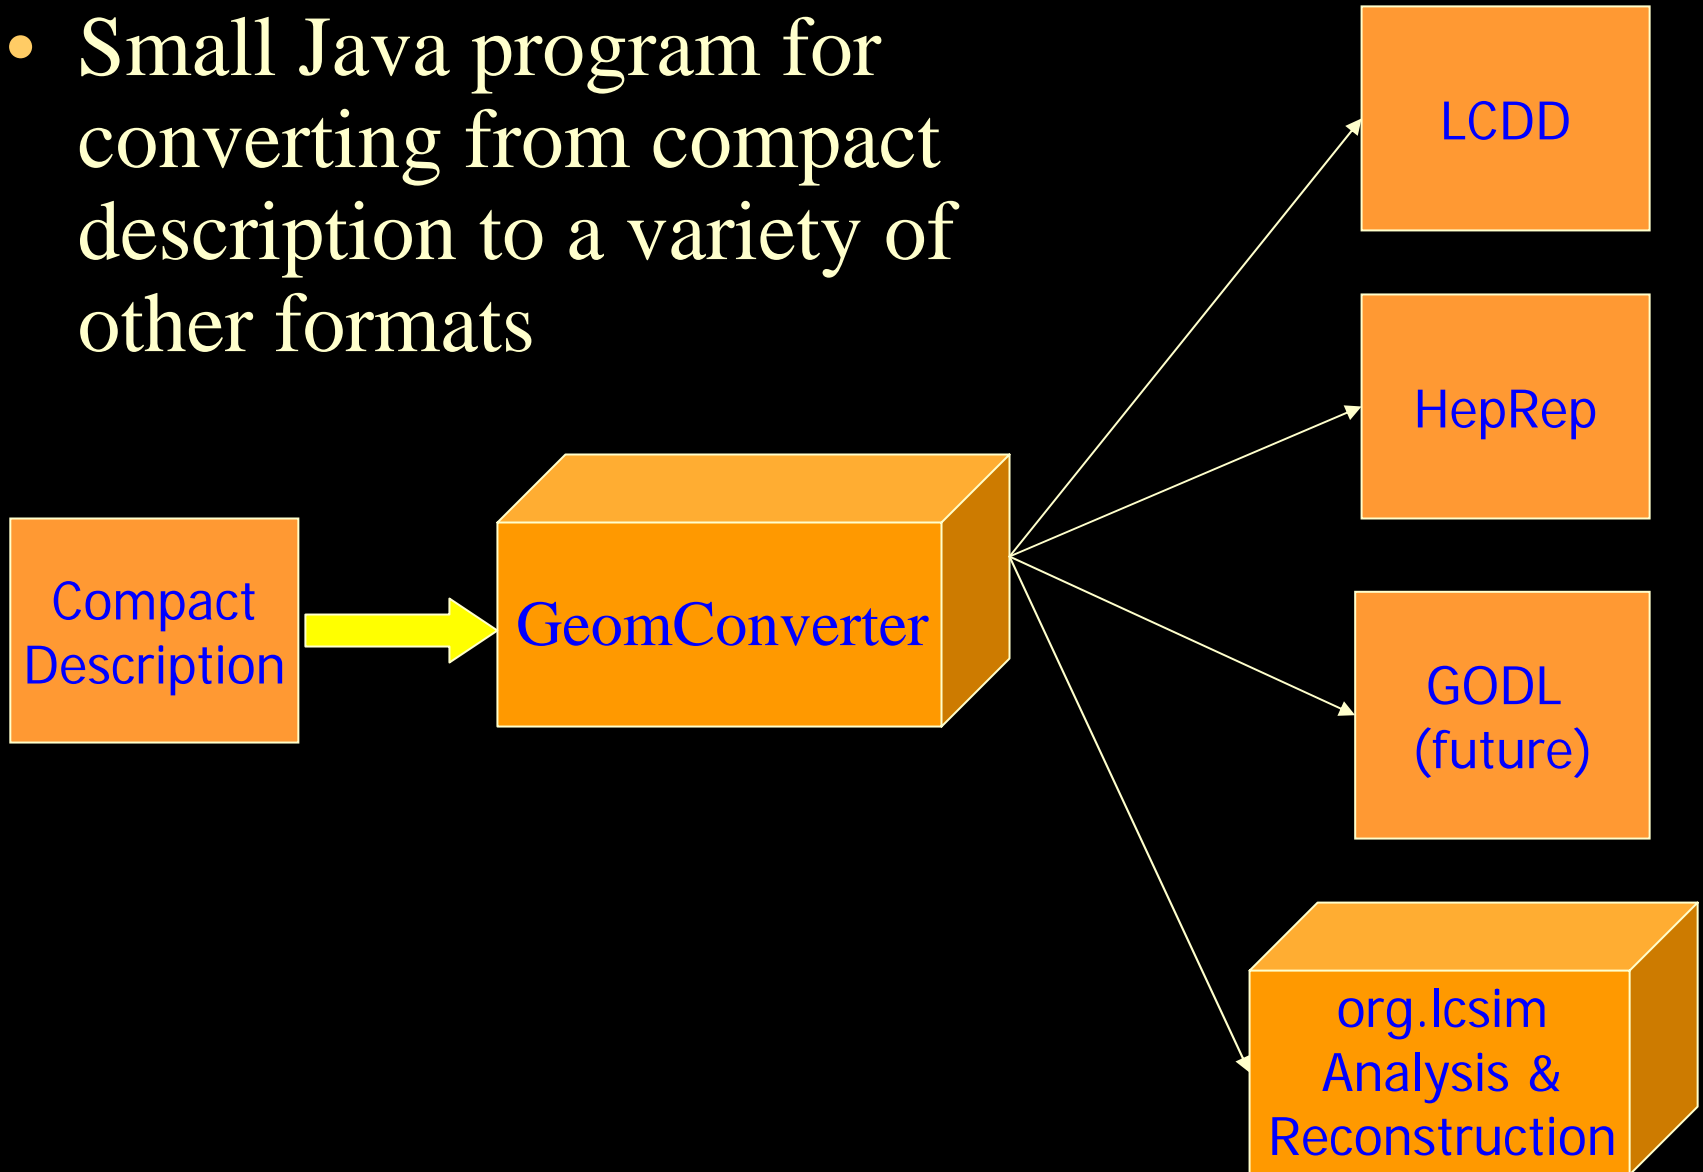 • Small Java program for
converting from compact
description to a variety of
other formats
LCDD
HepRep
Compact
Description
GeomConverter
GODL
(future)
org.lcsim
Analysis &
Reconstruction